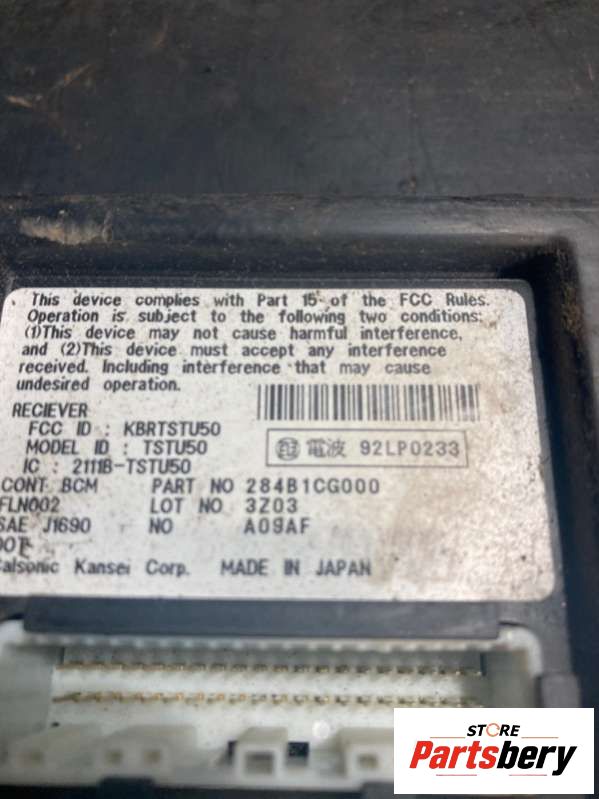 This device complies with Part 15 of the FCC Rules.
Operation is subject to the following two conditions:
(1)This device may not cause harmful interference,
and (2)This device must accept any interference
received. Including interference that may cause
undesired operation.
RECIEVER
FCC ID : KBRTSTU50
MODEL ID : TSTU50
電波 92LP0233
IC : 2111B-TSTU50
CONT BCM PART NO 284B1CG000
FLN002 LOT NO 3Z03
SAE J1690 NO A09AF
Calsonic Kansei Corp. MADE IN JAPAN
STORE
Partsbery